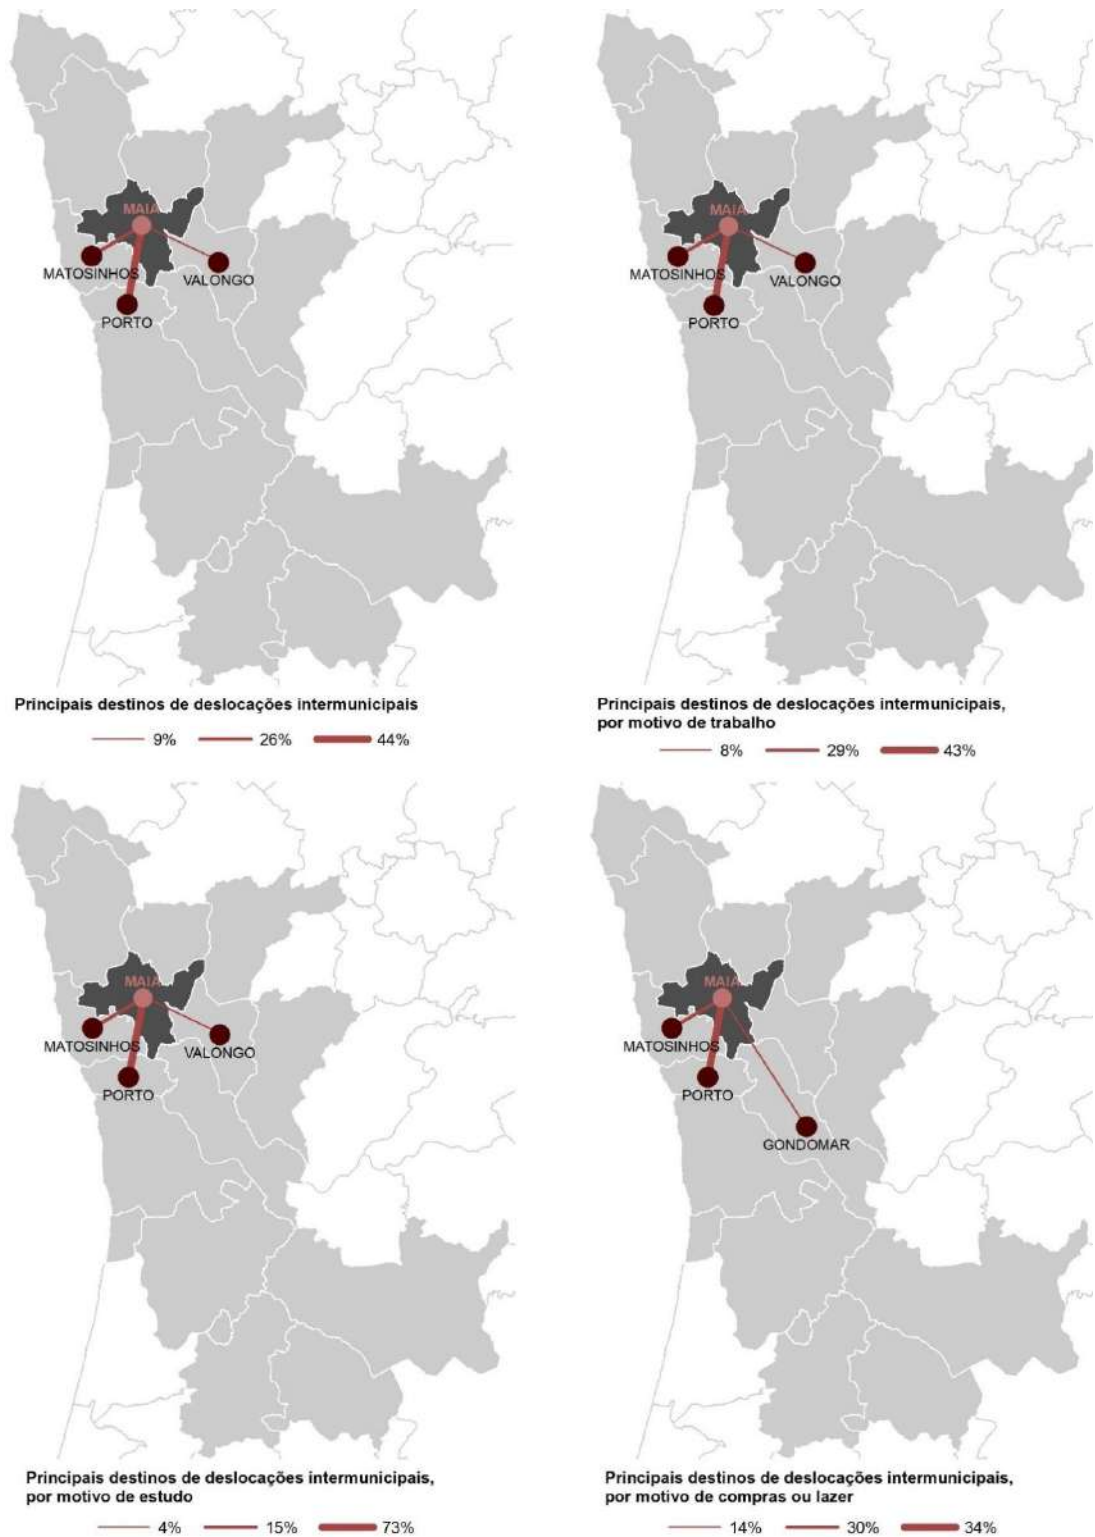 MAIA
MATOSINHOS
VALONGO
PORTO
Principais destinos de deslocações intermunicipais
9% 26% 44%
MAIA
MATOSINHOS
VALONGO
PORTO
Principais destinos de deslocações intermunicipais,
por motivo de trabalho
8% 29% 43%
MAIA
MATOSINHOS
VALONGO
PORTO
Principais destinos de deslocações intermunicipais,
por motivo de estudo
4% 15% 73%
MAIA
MATOSINHOS
PORTO
GONDOMAR
Principais destinos de deslocações intermunicipais,
por motivo de compras ou lazer
14% 30% 34%